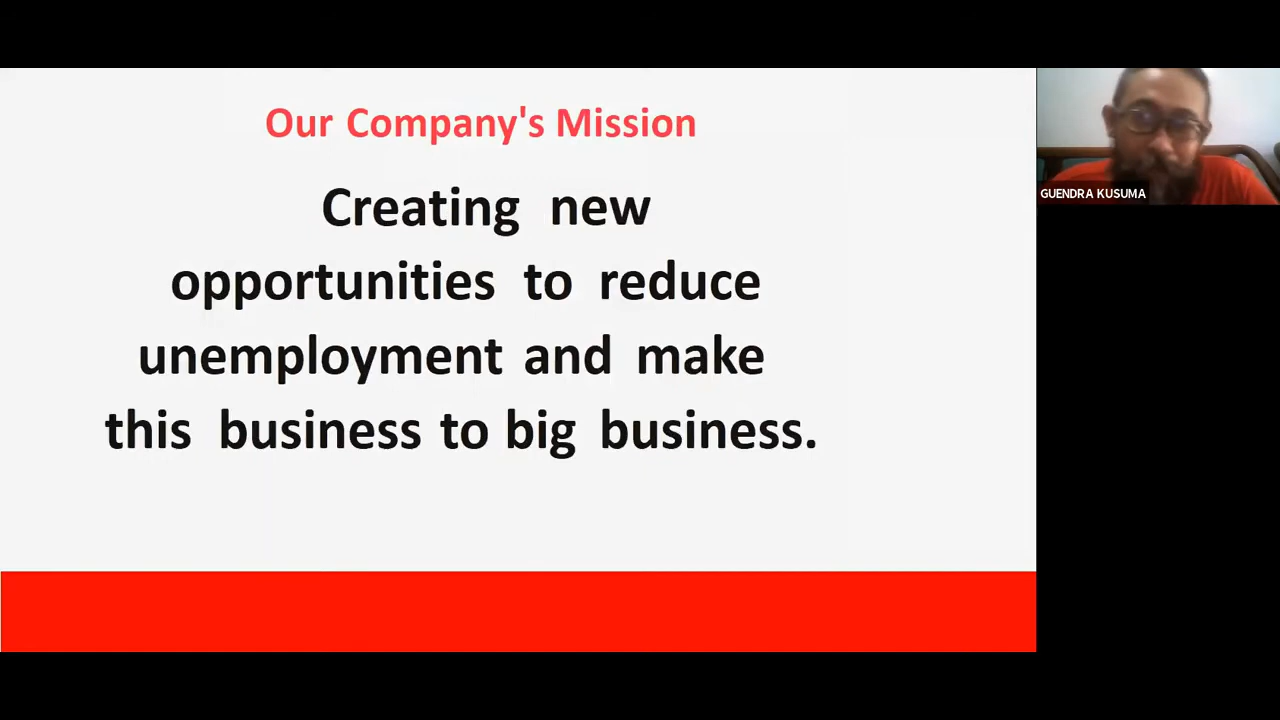 Our Company's Mission
Creating new
opportunities to reduce
unemployment and make
this business to big business.
GUENDRA KUSUMA